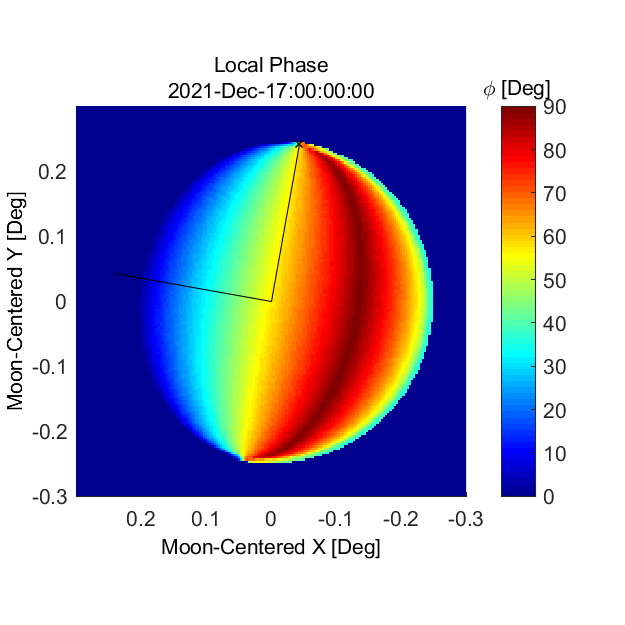 Local Phase
2021-Dec-17:00:00:00
ϕ [Deg]
Moon-Centered Y [Deg]
0.2
0.1
0
-0.1
-0.2
-0.3
0.2 0.1 0 -0.1 -0.2 -0.3
Moon-Centered X [Deg]
90
80
70
60
50
40
30
20
10
0